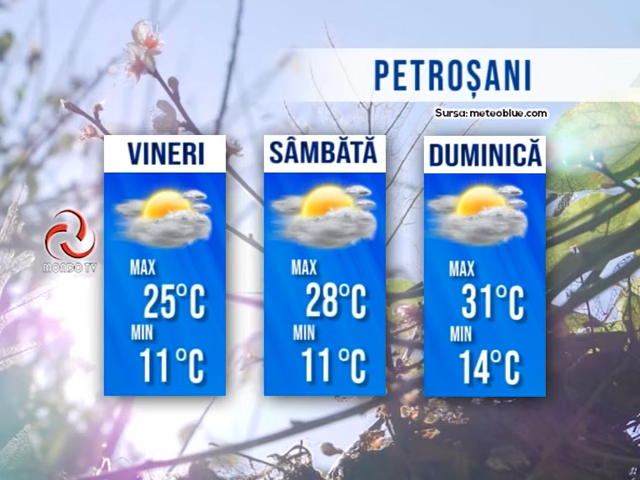 PETROȘANI
Sursa: meteoblue.com
VINERI
MAX
25°C
MIN
11°C
SÂMBĂTĂ
MAX
28°C
MIN
11°C
DUMINICĂ
MAX
31°C
MIN
14°C
MONDO TV